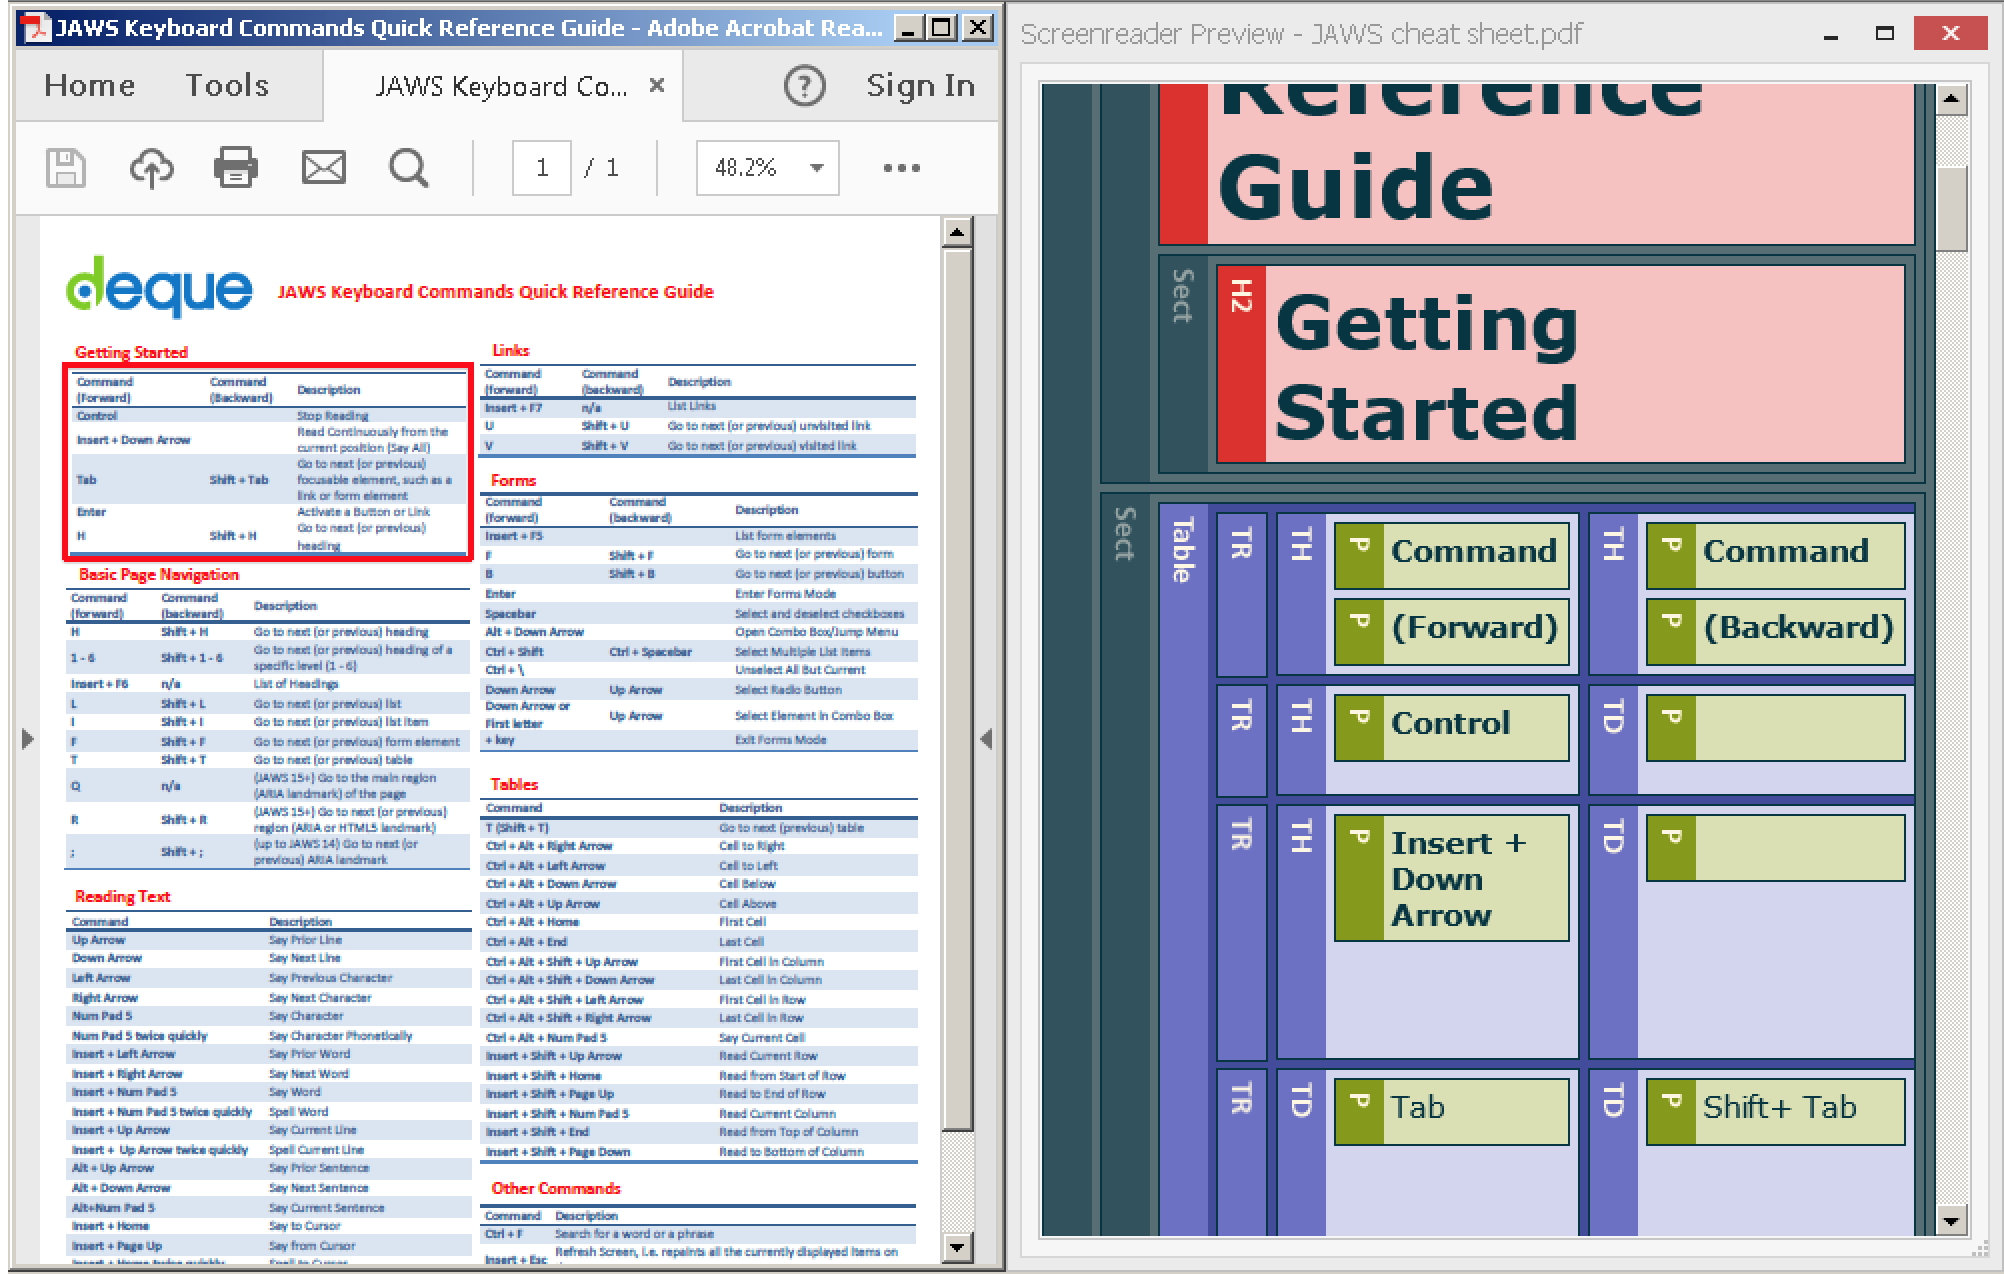 JAWS Keyboard Commands Quick Reference Guide - Adobe Acrobat Rea...
Home Tools JAWS Keyboard Co... × ? Sign In
1 / 1 48.2%
deque JAWS Keyboard Commands Quick Reference Guide
Getting Started
Command (Forward) Command (Backward) Description
Control Stop Reading
Insert + Down Arrow Read Continuously from the
current position (Say All)
Tab Shift + Tab Go to next (or previous)
focusable element, such as a
link or form element
Enter Activate a Button or Link
H Shift + H Go to next (or previous)
heading
Basic Page Navigation
Command (forward) Command (backward) Description
H Shift + H Go to next (or previous) heading
1 - 6 Shift + 1 - 6 Go to next (or previous) heading of a
specific level (1 - 6)
Insert + F6 n/a List of Headings
L Shift + L Go to next (or previous) list
I Shift + I Go to next (or previous) list item
F Shift + F Go to next (or previous) form element
T Shift + T Go to next (or previous) table
Q n/a (JAWS 15+) Go to the main region
(ARIA landmark) of the page
R Shift + R (JAWS 15+) Go to next (or previous)
region (ARIA or HTML5 landmark)
; Shift + ; (up to JAWS 14) Go to next (or
previous) ARIA landmark
Reading Text
Command Description
Up Arrow Say Prior Line
Down Arrow Say Next Line
Left Arrow Say Previous Character
Right Arrow Say Next Character
Num Pad 5 Say Character
Num Pad 5 twice quickly Say Character Phonetically
Insert + Left Arrow Say Prior Word
Insert + Right Arrow Say Next Word
Insert + Num Pad 5 Say Word
Insert + Num Pad 5 twice quickly Spell Word
Insert + Up Arrow Say Current Line
Insert + Up Arrow twice quickly Spell Current Line
Alt + Up Arrow Say Prior Sentence
Alt + Down Arrow Say Next Sentence
Alt+Num Pad 5 Say Current Sentence
Insert + Home Say to Cursor
Insert + Page Up Say from Cursor
Links
Command (forward) Command (backward) Description
Insert + F7 n/a List Links
U Shift + U Go to next (or previous) unvisited link
V Shift + V Go to next (or previous) visited link
Forms
Command (forward) Command (backward) Description
Insert + F5 List form elements
F Shift + F Go to next (or previous) form
B Shift + B Go to next (or previous) button
Enter Enter Forms Mode
Spacebar Select and deselect checkboxes
Alt + Down Arrow Open Combo Box/Jump Menu
Ctrl + Shift Ctrl + Spacebar Select Multiple List Items
Ctrl + \ Unselect All But Current
Down Arrow Up Arrow Select Radio Button
Down Arrow or
First letter Up Arrow Select Element In Combo Box
+ key Exit Forms Mode
Tables
Command Description
T (Shift + T) Go to next (previous) table
Ctrl + Alt + Right Arrow Cell to Right
Ctrl + Alt + Left Arrow Cell to Left
Ctrl + Alt + Down Arrow Cell Below
Ctrl + Alt + Up Arrow Cell Above
Ctrl + Alt + Home First Cell
Ctrl + Alt + End Last Cell
Ctrl + Alt + Shift + Up Arrow First Cell in Column
Ctrl + Alt + Shift + Down Arrow Last Cell in Column
Ctrl + Alt + Shift + Left Arrow First Cell in Row
Ctrl + Alt + Shift + Right Arrow Last Cell in Row
Ctrl + Alt + Num Pad 5 Say Current Cell
Insert + Shift + Up Arrow Read Current Row
Insert + Shift + Home Read from Start of Row
Insert + Shift + Page Up Read to End of Row
Insert + Shift + Num Pad 5 Read Current Column
Insert + Shift + End Read from Top of Column
Insert + Shift + Page Down Read to Bottom of Column
Other Commands
Command Description
Ctrl + F Search for a word or a phrase
Insert + Esc Refresh Screen, i.e. repaints all the currently displayed items on
Screenreader Preview - JAWS cheat sheet.pdf
Reference
Guide
Sect H2 Getting
Started
Sect Table
TR TH P Command TH P Command
P (Forward) P (Backward)
TR TH P Control TD P
TR TH P Insert + TD P
Down
Arrow
TR TD P Tab TD P Shift+ Tab